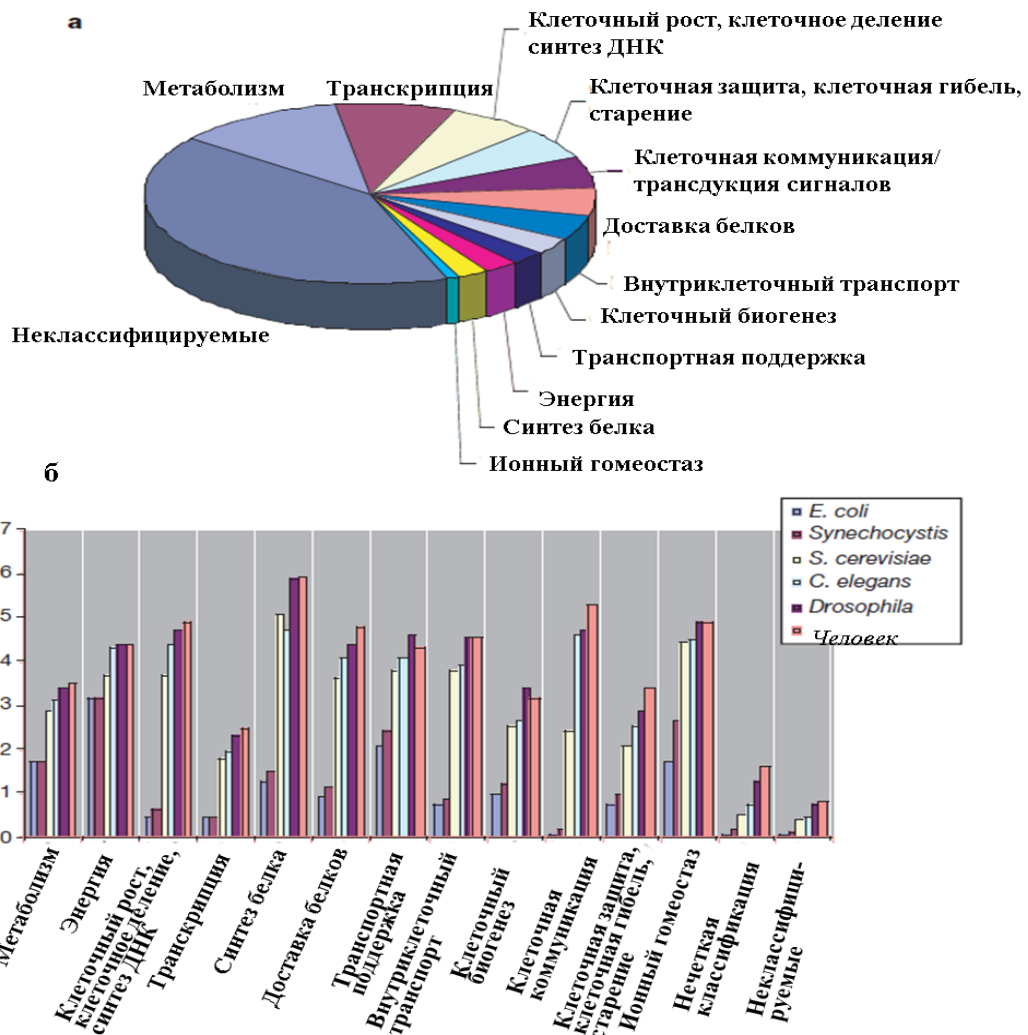 а
Клеточный рост, клеточное деление
синтез ДНК
Метаболизм
Транскрипция
Клеточная защита, клеточная гибель,
старение
Клеточная коммуникация/
трансдукция сигналов
Доставка белков
Внутриклеточный транспорт
Клеточный биогенез
Неклассифицируемые
Транспортная поддержка
Энергия
Синтез белка
Ионный гомеостаз
б
7
6
5
4
3
2
1
0
E. coli
Synechocystis
S. cerevisiae
C. elegans
Drosophila
Человек
Метаболизм
Энергия
Клеточный рост,
клеточное деление,
синтез ДНК
Транскрипция
Синтез белка
Доставка белков
Транспортная
поддержка
Внутриклеточный
транспорт
Клеточный
биогенез
Клеточная
коммуникация
Клеточная защита,
клеточная гибель,
старение
Ионный гомеостаз
Нечеткая
классификация
Неклассифици-
руемые